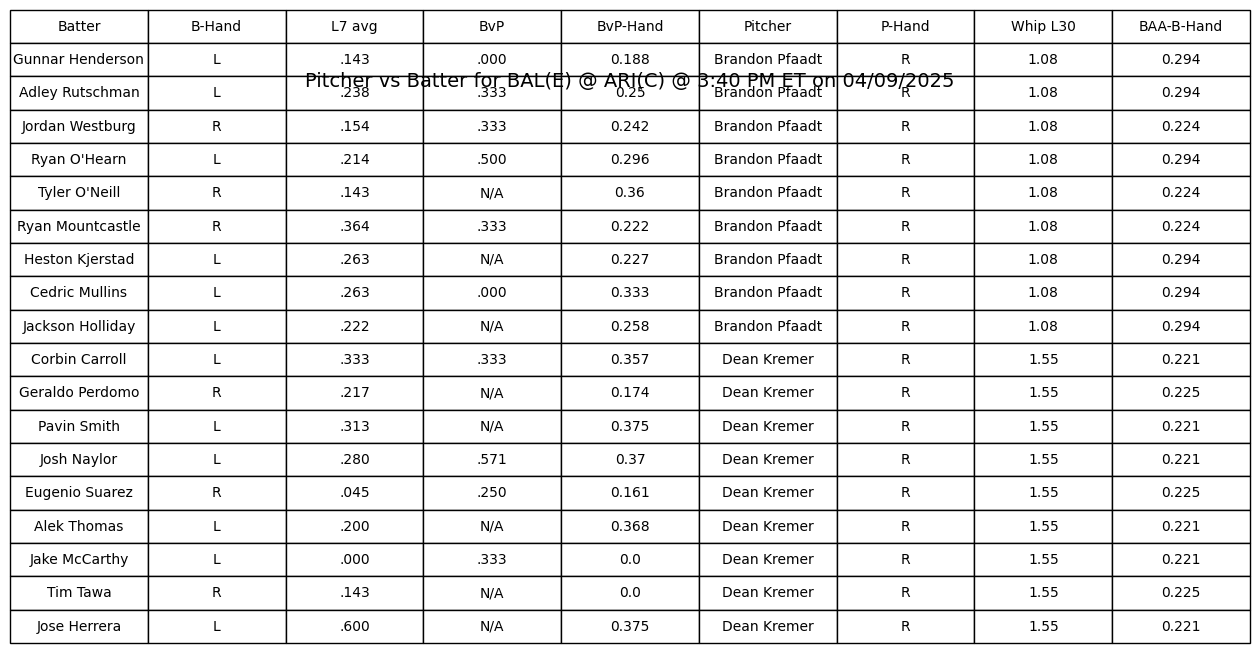 Batter B-Hand L7 avg BvP BvP-Hand Pitcher P-Hand Whip L30 BAA-B-Hand
Gunnar Henderson L .143 .000 0.188 Brandon Pfaadt R 1.08 0.294
Pitcher vs Batter for BAL(E) @ ARI(C) @ 3:40 PM ET on 04/09/2025
Adley Rutschman L .238 .333 0.25 Brandon Pfaadt R 1.08 0.294
Jordan Westburg R .154 .333 0.242 Brandon Pfaadt R 1.08 0.224
Ryan O'Hearn L .214 .500 0.296 Brandon Pfaadt R 1.08 0.294
Tyler O'Neill R .143 N/A 0.36 Brandon Pfaadt R 1.08 0.224
Ryan Mountcastle R .364 .333 0.222 Brandon Pfaadt R 1.08 0.224
Heston Kjerstad L .263 N/A 0.227 Brandon Pfaadt R 1.08 0.294
Cedric Mullins L .263 .000 0.333 Brandon Pfaadt R 1.08 0.294
Jackson Holliday L .222 N/A 0.258 Brandon Pfaadt R 1.08 0.294
Corbin Carroll L .333 .333 0.357 Dean Kremer R 1.55 0.221
Geraldo Perdomo R .217 N/A 0.174 Dean Kremer R 1.55 0.225
Pavin Smith L .313 N/A 0.375 Dean Kremer R 1.55 0.221
Josh Naylor L .280 .571 0.37 Dean Kremer R 1.55 0.221
Eugenio Suarez R .045 .250 0.161 Dean Kremer R 1.55 0.225
Alek Thomas L .200 N/A 0.368 Dean Kremer R 1.55 0.221
Jake McCarthy L .000 .333 0.0 Dean Kremer R 1.55 0.221
Tim Tawa R .143 N/A 0.0 Dean Kremer R 1.55 0.225
Jose Herrera L .600 N/A 0.375 Dean Kremer R 1.55 0.221